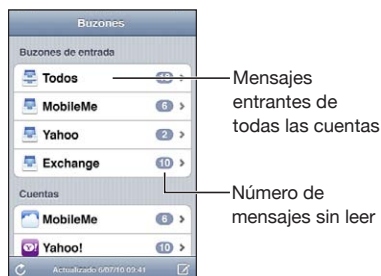 Buzones
Buzones de entrada
Todos
MobileMe 6
Yahoo 2
Exchange 10
Cuentas
MobileMe 6
Yahoo! 10
Actualizado 6/07/10 09:41
Mensajes
entrantes de
todas las cuentas
Número de
mensajes sin leer